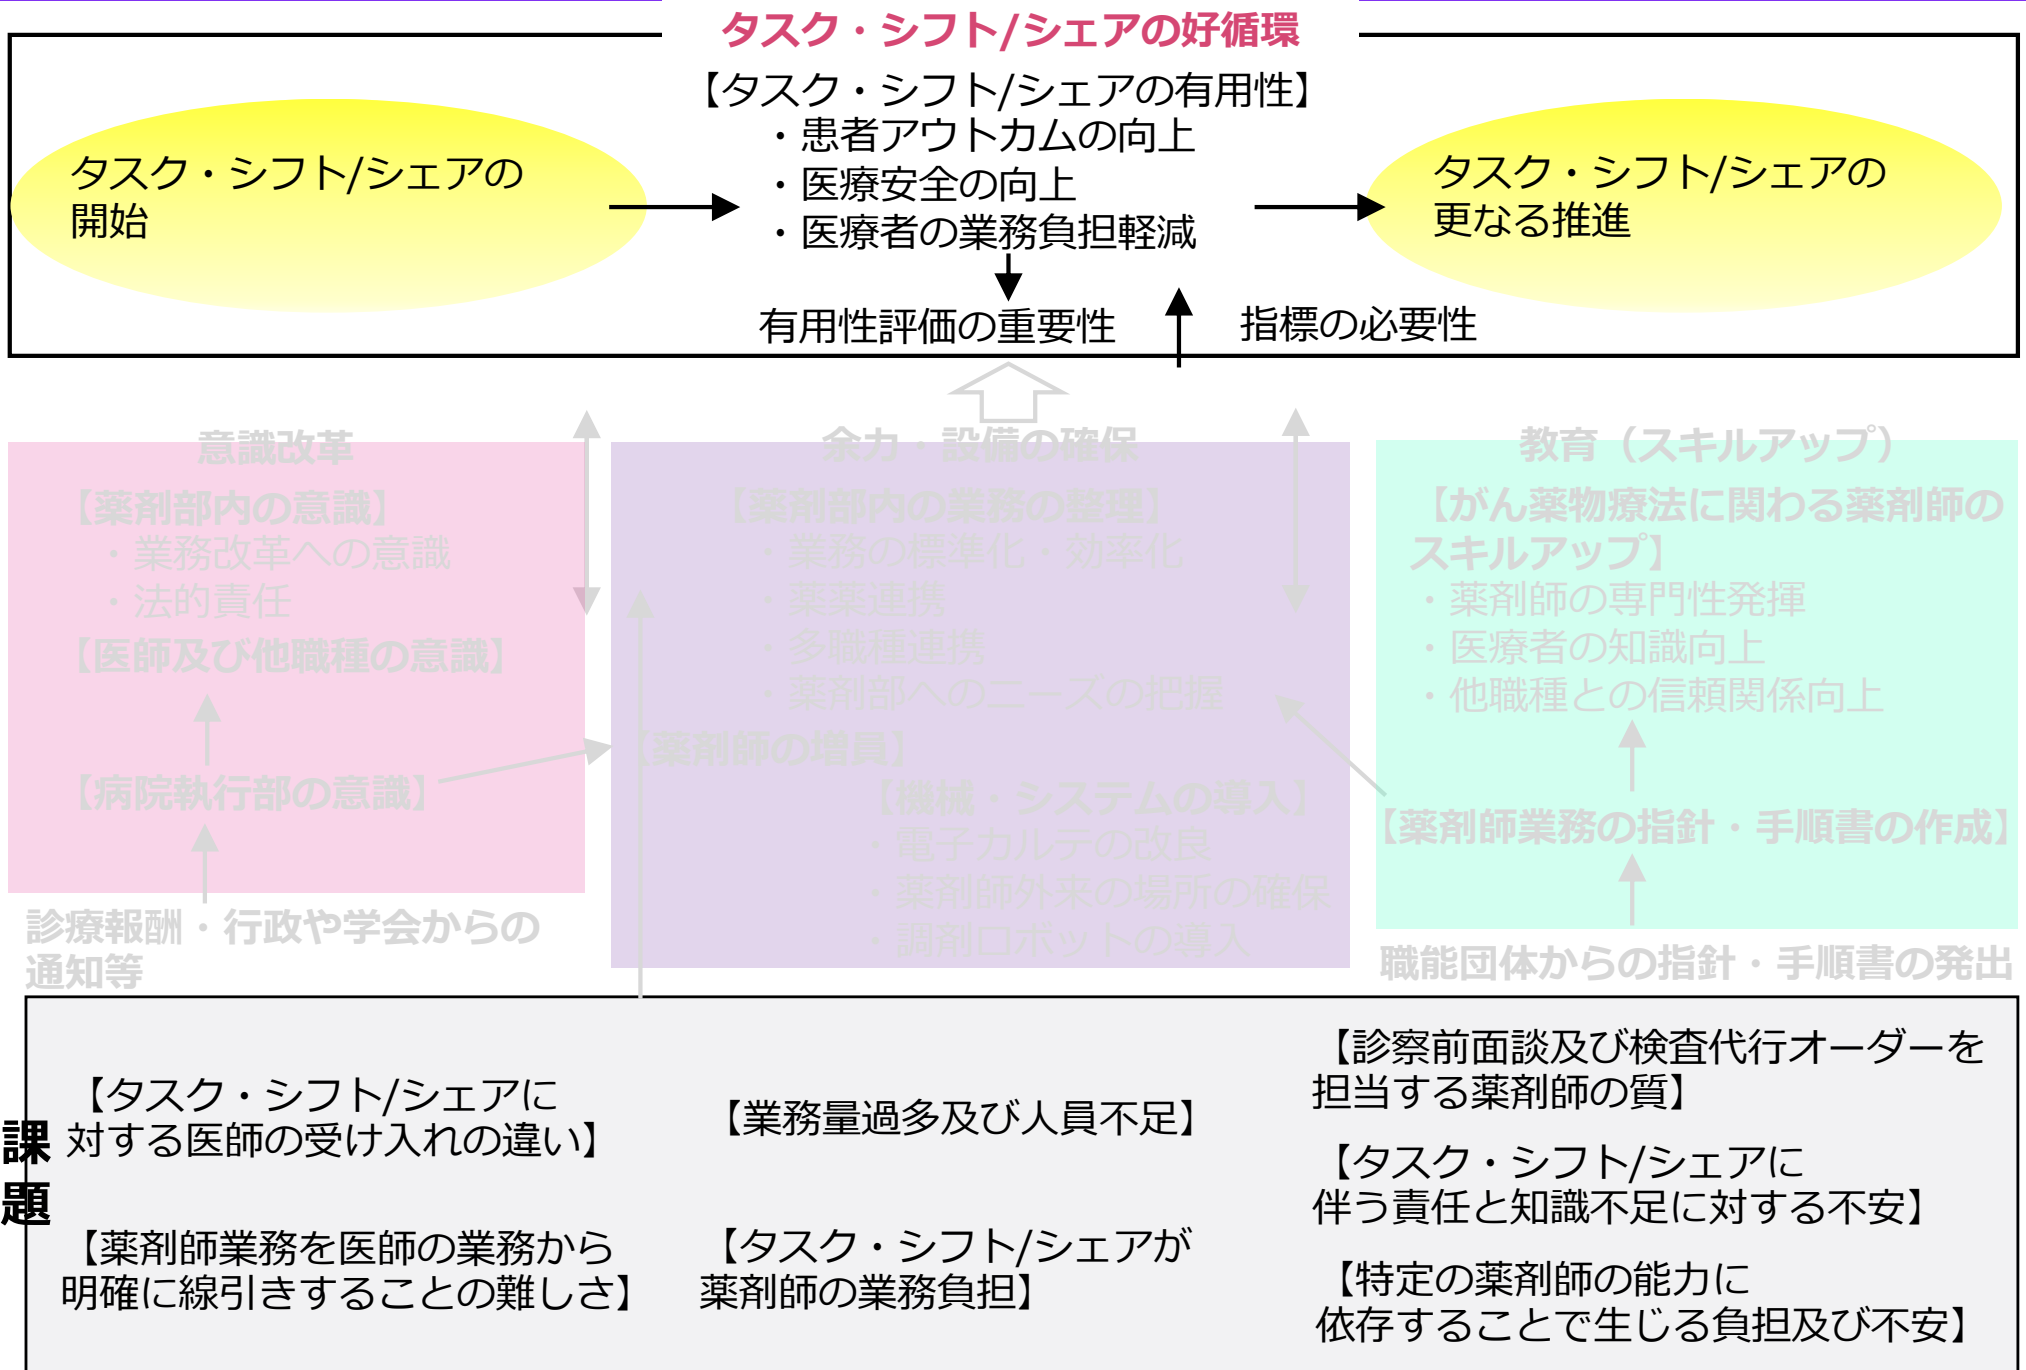 タスク・シフト/シェアの好循環
【タスク・シフト/シェアの有用性】
・患者アウトカムの向上
・医療安全の向上
・医療者の業務負担軽減
タスク・シフト/シェアの
開始
タスク・シフト/シェアの
更なる推進
有用性評価の重要性
指標の必要性
意識改革
【薬剤部内の意識】
・業務改革への意識
・法的責任
【医師及び他職種の意識】
【病院執行部の意識】
診療報酬・行政や学会からの
通知等
余力・設備の確保
【薬剤部内の業務の整理】
・業務の標準化・効率化
・薬薬連携
・多職種連携
・薬剤部へのニーズの把握
【薬剤師の増員】
【機械・システムの導入】
・電子カルテの改良
・薬剤師外来の場所の確保
・調剤ロボットの導入
教育（スキルアップ）
【がん薬物療法に関わる薬剤師の
スキルアップ】
・薬剤師の専門性発揮
・医療者の知識向上
・他職種との信頼関係向上
【薬剤師業務の指針・手順書の作成】
職能団体からの指針・手順書の発出
課
題
【タスク・シフト/シェアに
対する医師の受け入れの違い】
【薬剤師業務を医師の業務から
明確に線引きすることの難しさ】
【業務量過多及び人員不足】
【タスク・シフト/シェアが
薬剤師の業務負担】
【診察前面談及び検査代行オーダーを
担当する薬剤師の質】
【タスク・シフト/シェアに
伴う責任と知識不足に対する不安】
【特定の薬剤師の能力に
依存することで生じる負担及び不安】